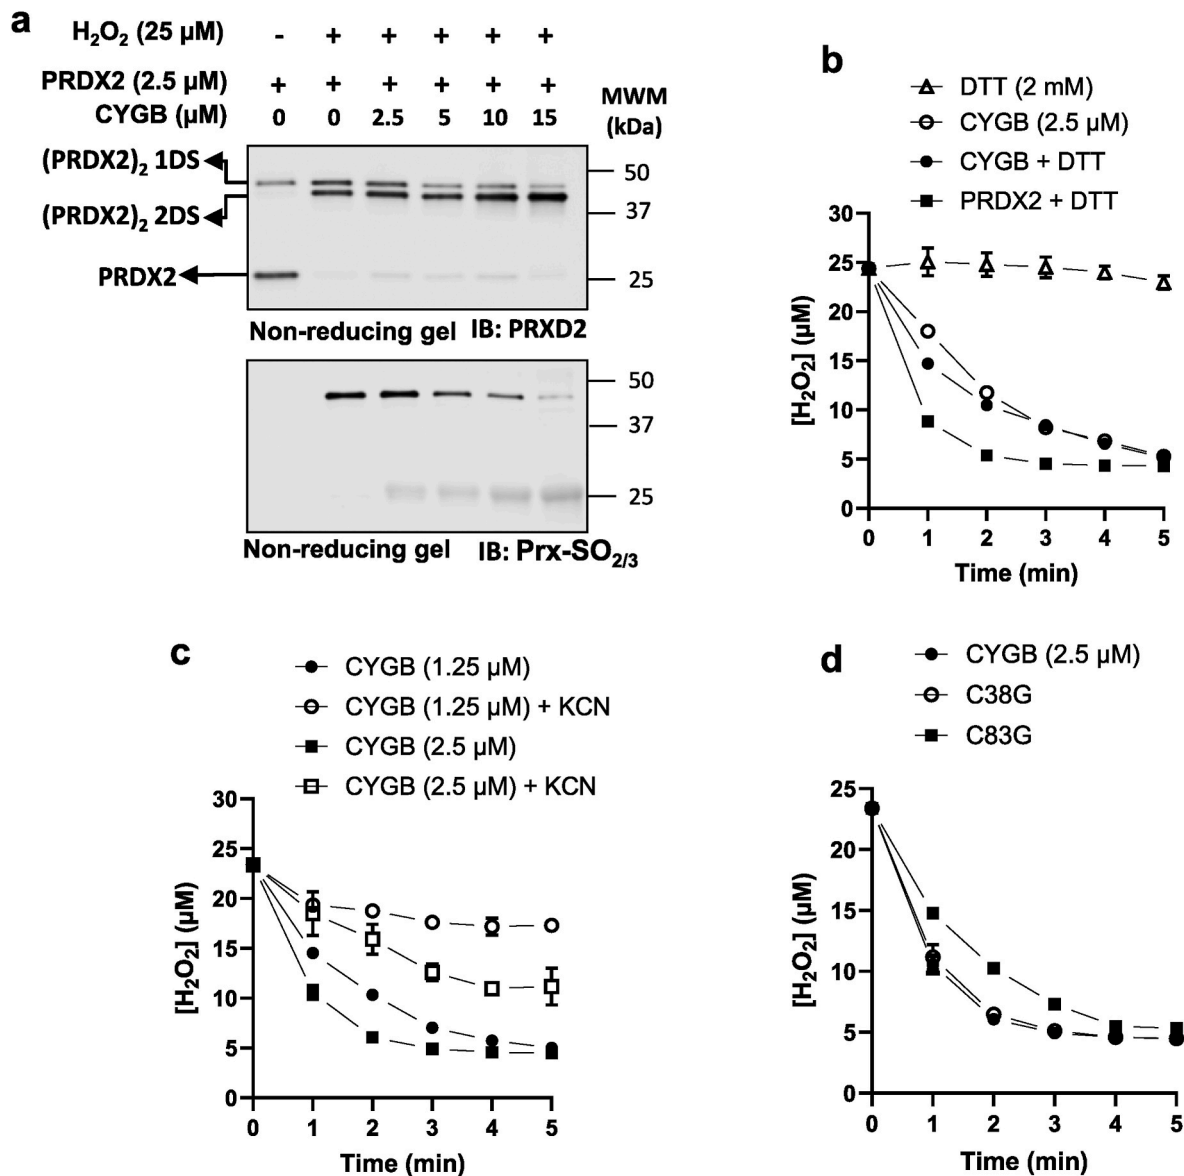 a
H₂O₂ (25 µM) - + + + + +
PRDX2 (2.5 µM) + + + + + +
CYGB (µM) 0 0 2.5 5 10 15
MWM
(kDa)
(PRDX2)₂ 1DS
(PRDX2)₂ 2DS
PRDX2
50
37
25
Non-reducing gel IB: PRXD2
50
37
25
Non-reducing gel IB: Prx-SO₂/₃
b
DTT (2 mM)
CYGB (2.5 µM)
CYGB + DTT
PRDX2 + DTT
30
25
20
15
10
5
0
[H₂O₂] (µM)
0 1 2 3 4 5
Time (min)
c
CYGB (1.25 µM)
CYGB (1.25 µM) + KCN
CYGB (2.5 µM)
CYGB (2.5 µM) + KCN
30
25
20
15
10
5
0
[H₂O₂] (µM)
0 1 2 3 4 5
Time (min)
d
CYGB (2.5 µM)
C38G
C83G
25
20
15
10
5
0
[H₂O₂] (µM)
0 1 2 3 4 5
Time (min)